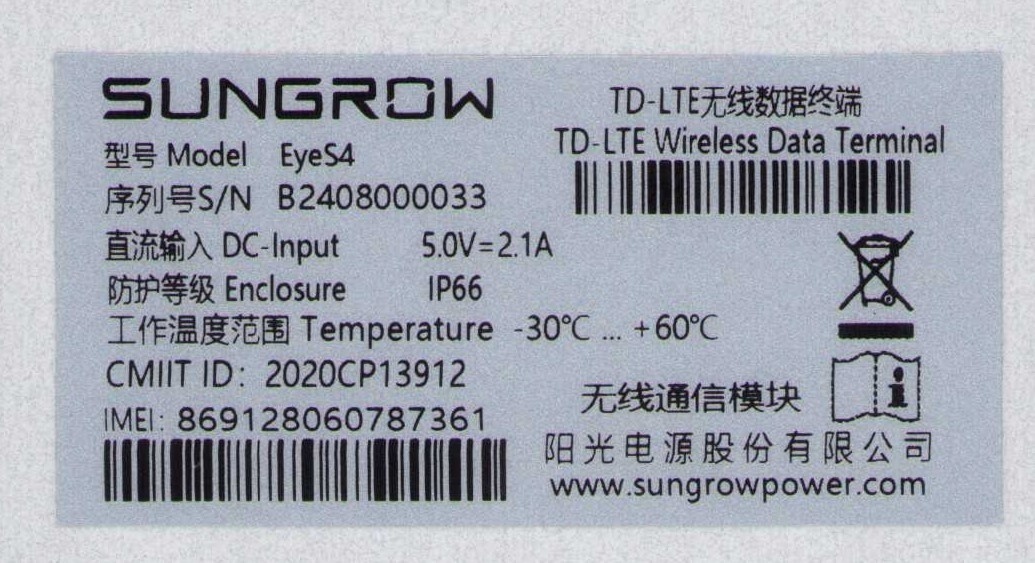 SUNGROW
TD-LTE无线数据终端
TD-LTE Wireless Data Terminal
型号 Model EyeS4
序列号S/N B2408000033
直流输入 DC-Input 5.0V=2.1A
防护等级 Enclosure IP66
工作温度范围 Temperature -30℃ ... +60℃
CMIIT ID: 2020CP13912
IMEI: 869128060787361
无线通信模块
阳光电源股份有限公司
www.sungrowpower.com